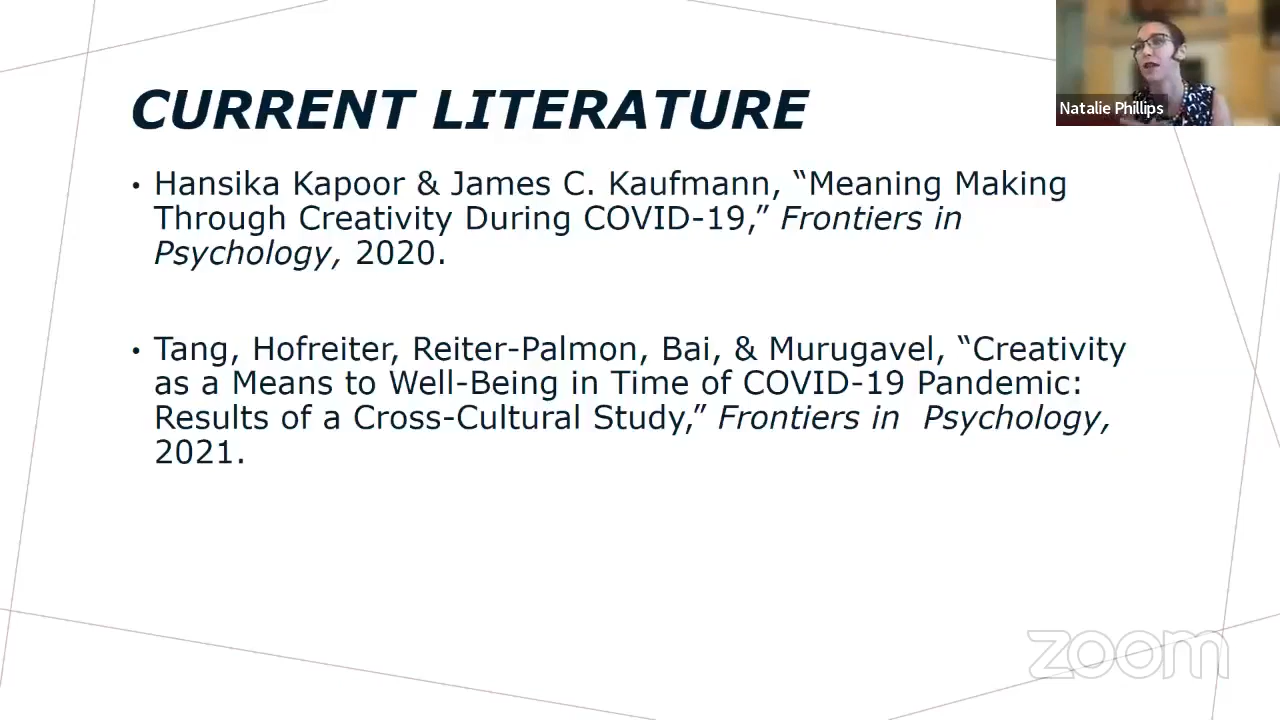 Natalie Phillips
CURRENT LITERATURE
• Hansika Kapoor & James C. Kaufmann, “Meaning Making
Through Creativity During COVID-19,” Frontiers in
Psychology, 2020.
• Tang, Hofreiter, Reiter-Palmon, Bai, & Murugavel, “Creativity
as a Means to Well-Being in Time of COVID-19 Pandemic:
Results of a Cross-Cultural Study,” Frontiers in  Psychology,
2021.
zoom